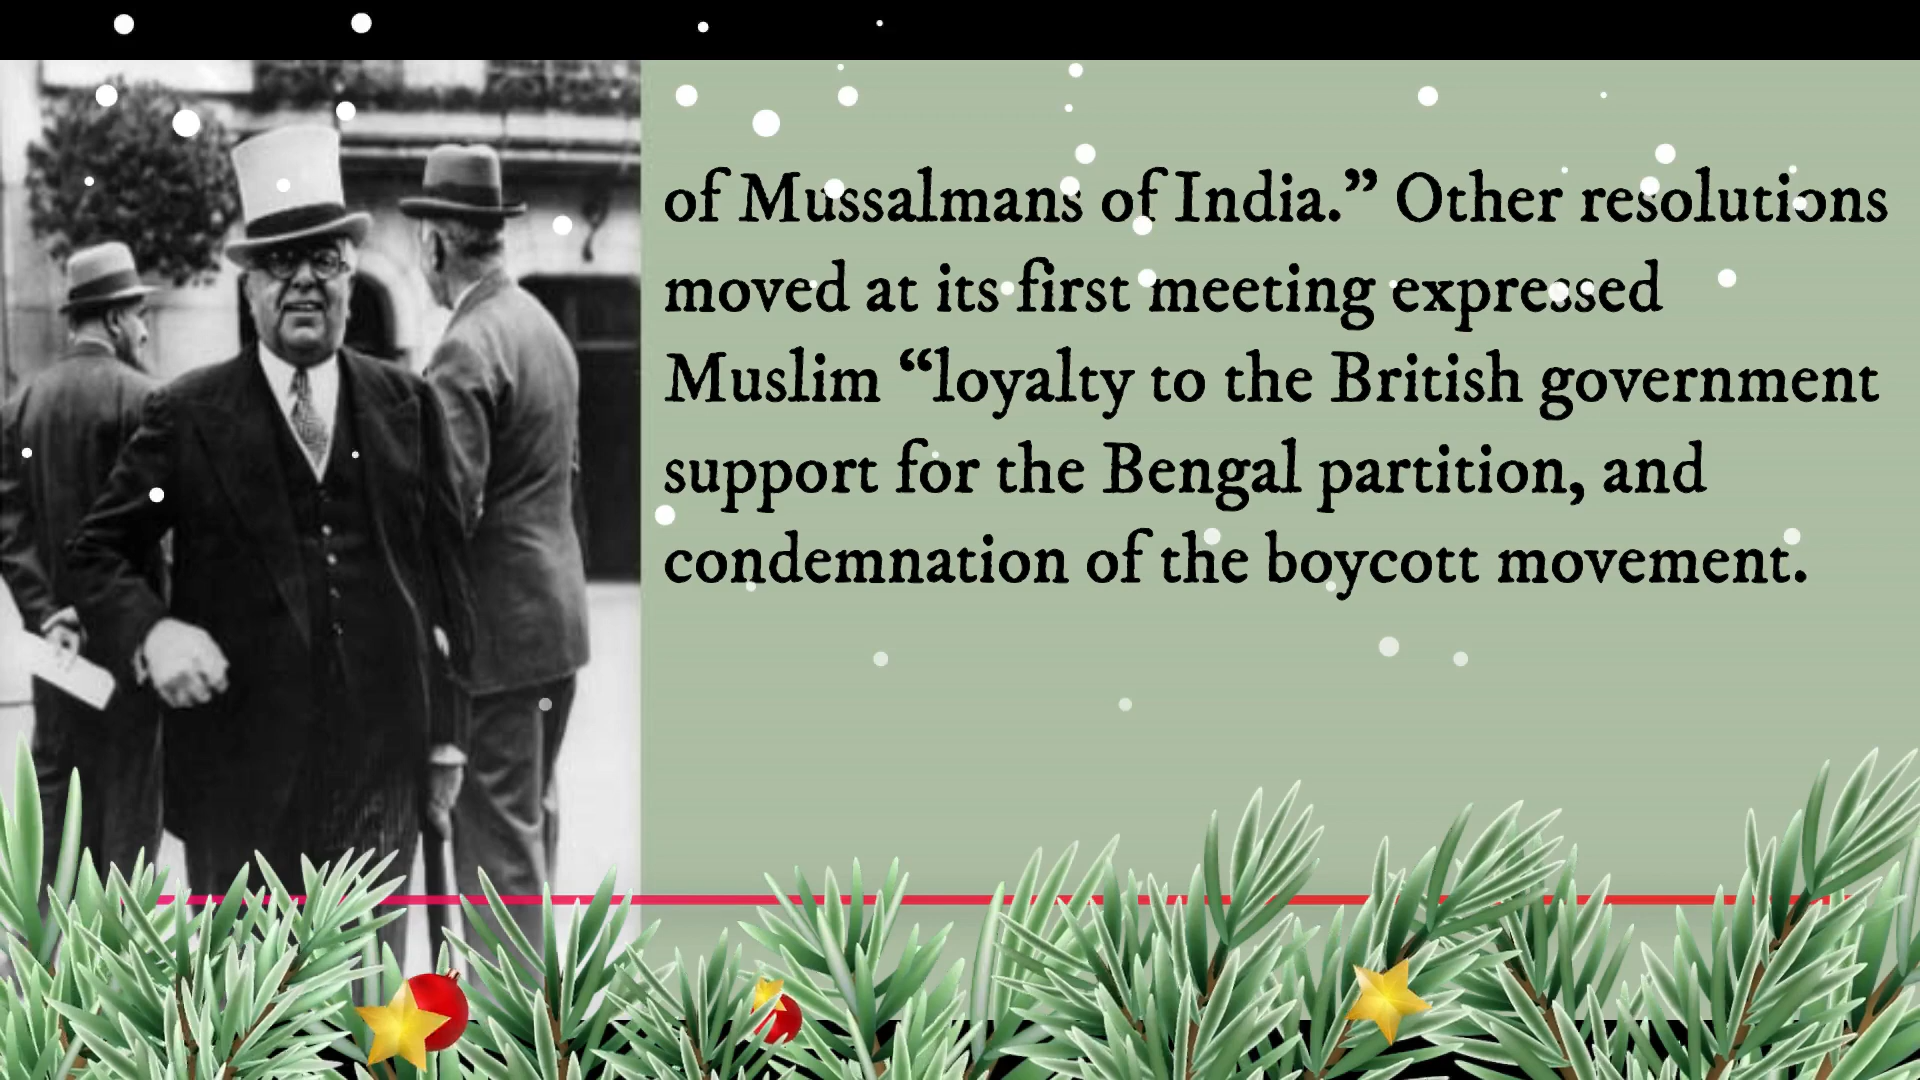 of Mussalmans of India.” Other resolutions
moved at its first meeting expressed
Muslim “loyalty to the British government
support for the Bengal partition, and
condemnation of the boycott movement.